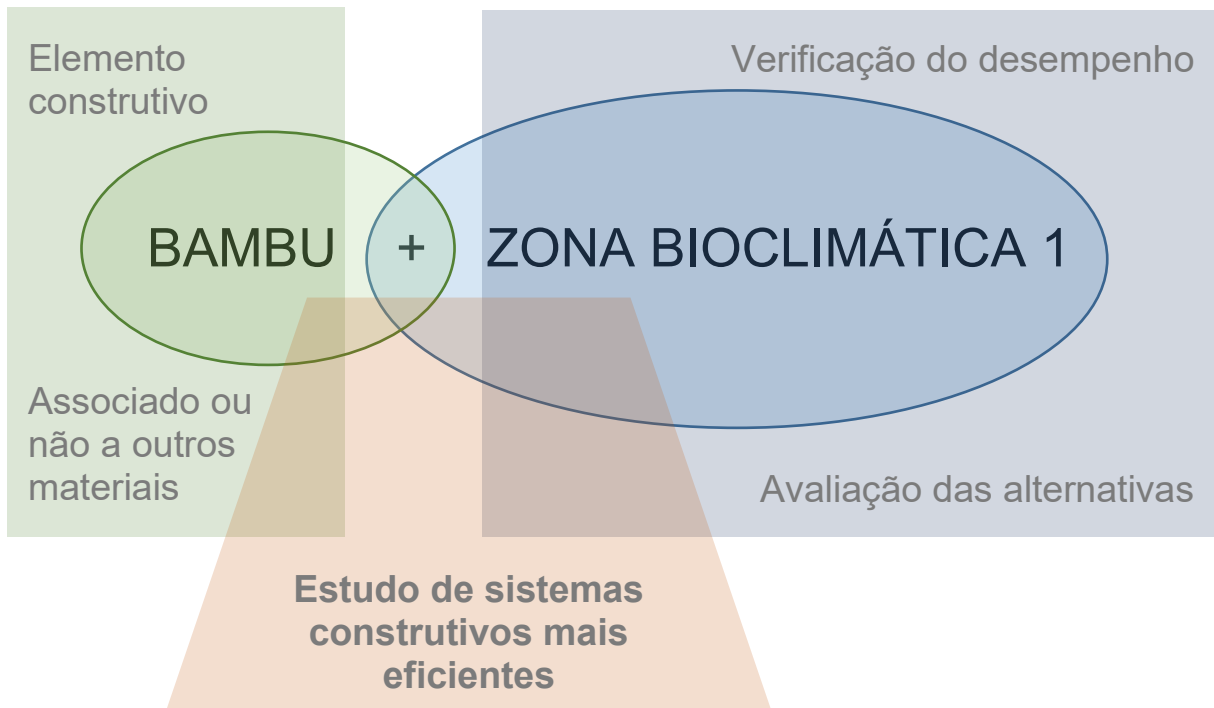 Elemento
construtivo
Verificação do desempenho
BAMBU + ZONA BIOCLIMÁTICA 1
Associado ou
não a outros
materiais
Avaliação das alternativas
Estudo de sistemas
construtivos mais
eficientes